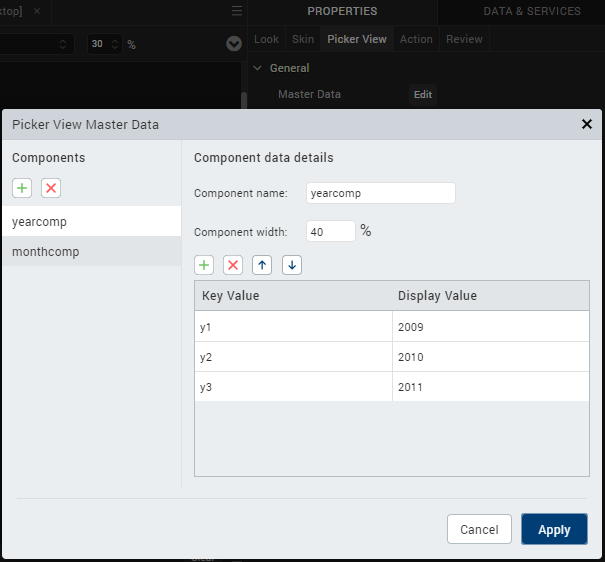 ktop] × PROPERTIES DATA & SERVICES
30 % Look Skin Picker View Action Review
General
Master Data Edit
Picker View Master Data ×
Components Component data details
Component name: yearcomp
yearcomp
Component width: 40 %
monthcomp
Key Value Display Value
y1 2009
y2 2010
y3 2011
Cancel Apply